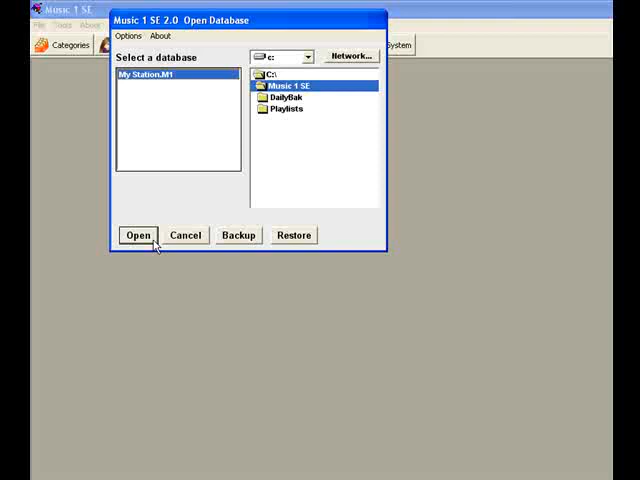 Music 1 SE
File Tools About
Categories
System
Music 1 SE 2.0 Open Database
Options About
Select a database
c:
Network...
My Station.M1
C:\
Music 1 SE
DailyBak
Playlists
Open Cancel Backup Restore